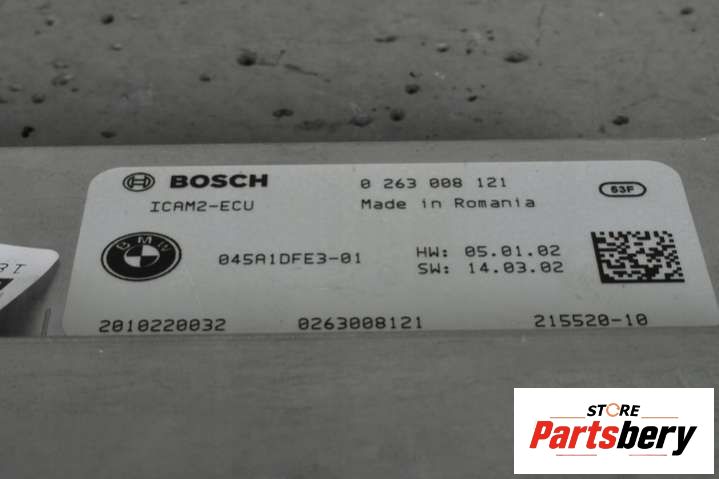 BOSCH 0 263 008 121 53F
ICAM2-ECU Made in Romania
BMW 045A1DFE3-01 HW: 05.01.02
SW: 14.03.02
2010220032 0263008121 215520-10
STORE
Partsbery